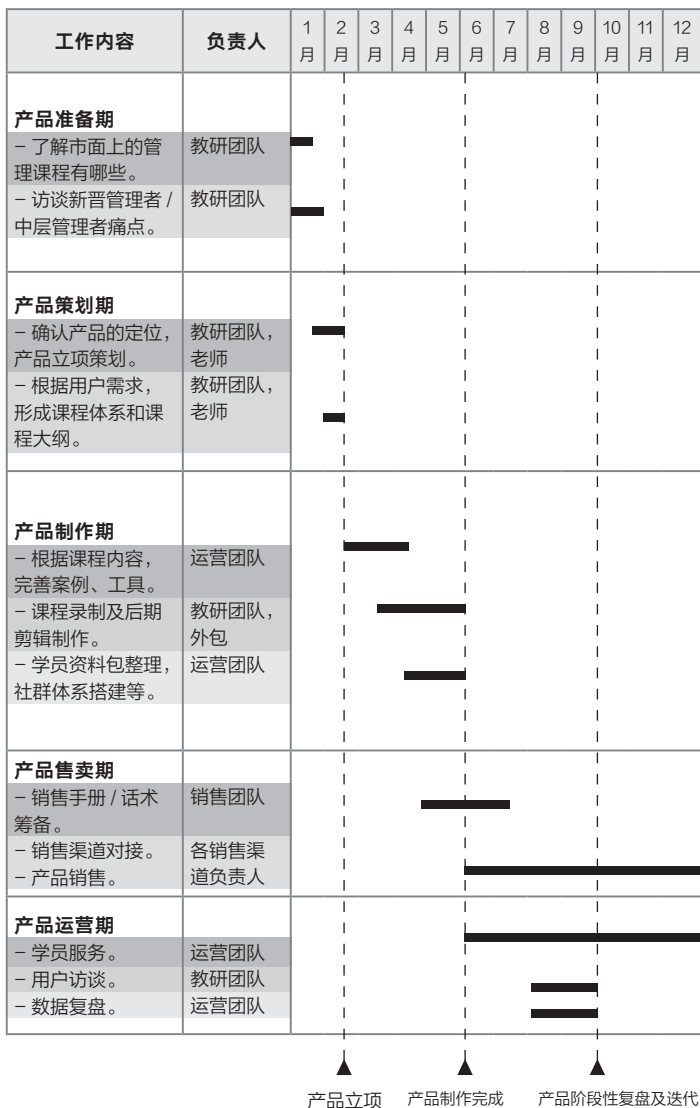 工作内容 负责人 1月 2月 3月 4月 5月 6月 7月 8月 9月 10月 11月 12月
产品准备期
– 了解市面上的管 教研团队
理课程有哪些。
– 访谈新晋管理者 / 教研团队
中层管理者痛点。
产品策划期
– 确认产品的定位， 教研团队，
产品立项策划。 老师
– 根据用户需求， 教研团队，
形成课程体系和课 老师
程大纲。
产品制作期
– 根据课程内容， 运营团队
完善案例、工具。
– 课程录制及后期 教研团队，
剪辑制作。 外包
– 学员资料包整理， 运营团队
社群体系搭建等。
产品售卖期
– 销售手册 / 话术 销售团队
筹备。
– 销售渠道对接。 各销售渠
– 产品销售。 道负责人
产品运营期
– 学员服务。 运营团队
– 用户访谈。 教研团队
– 数据复盘。 运营团队
产品立项 产品制作完成 产品阶段性复盘及迭代